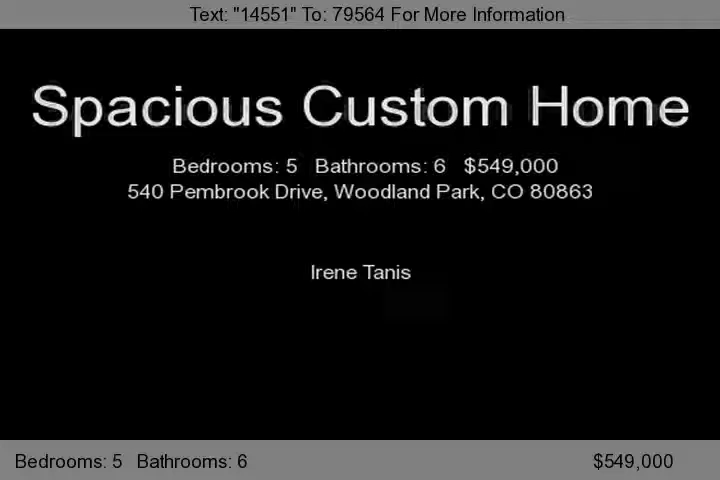 Text: "14551" To: 79564 For More Information
Spacious Custom Home
Bedrooms: 5 Bathrooms: 6 $549,000
540 Pembrook Drive, Woodland Park, CO 80863
Irene Tanis
Bedrooms: 5 Bathrooms: 6 $549,000